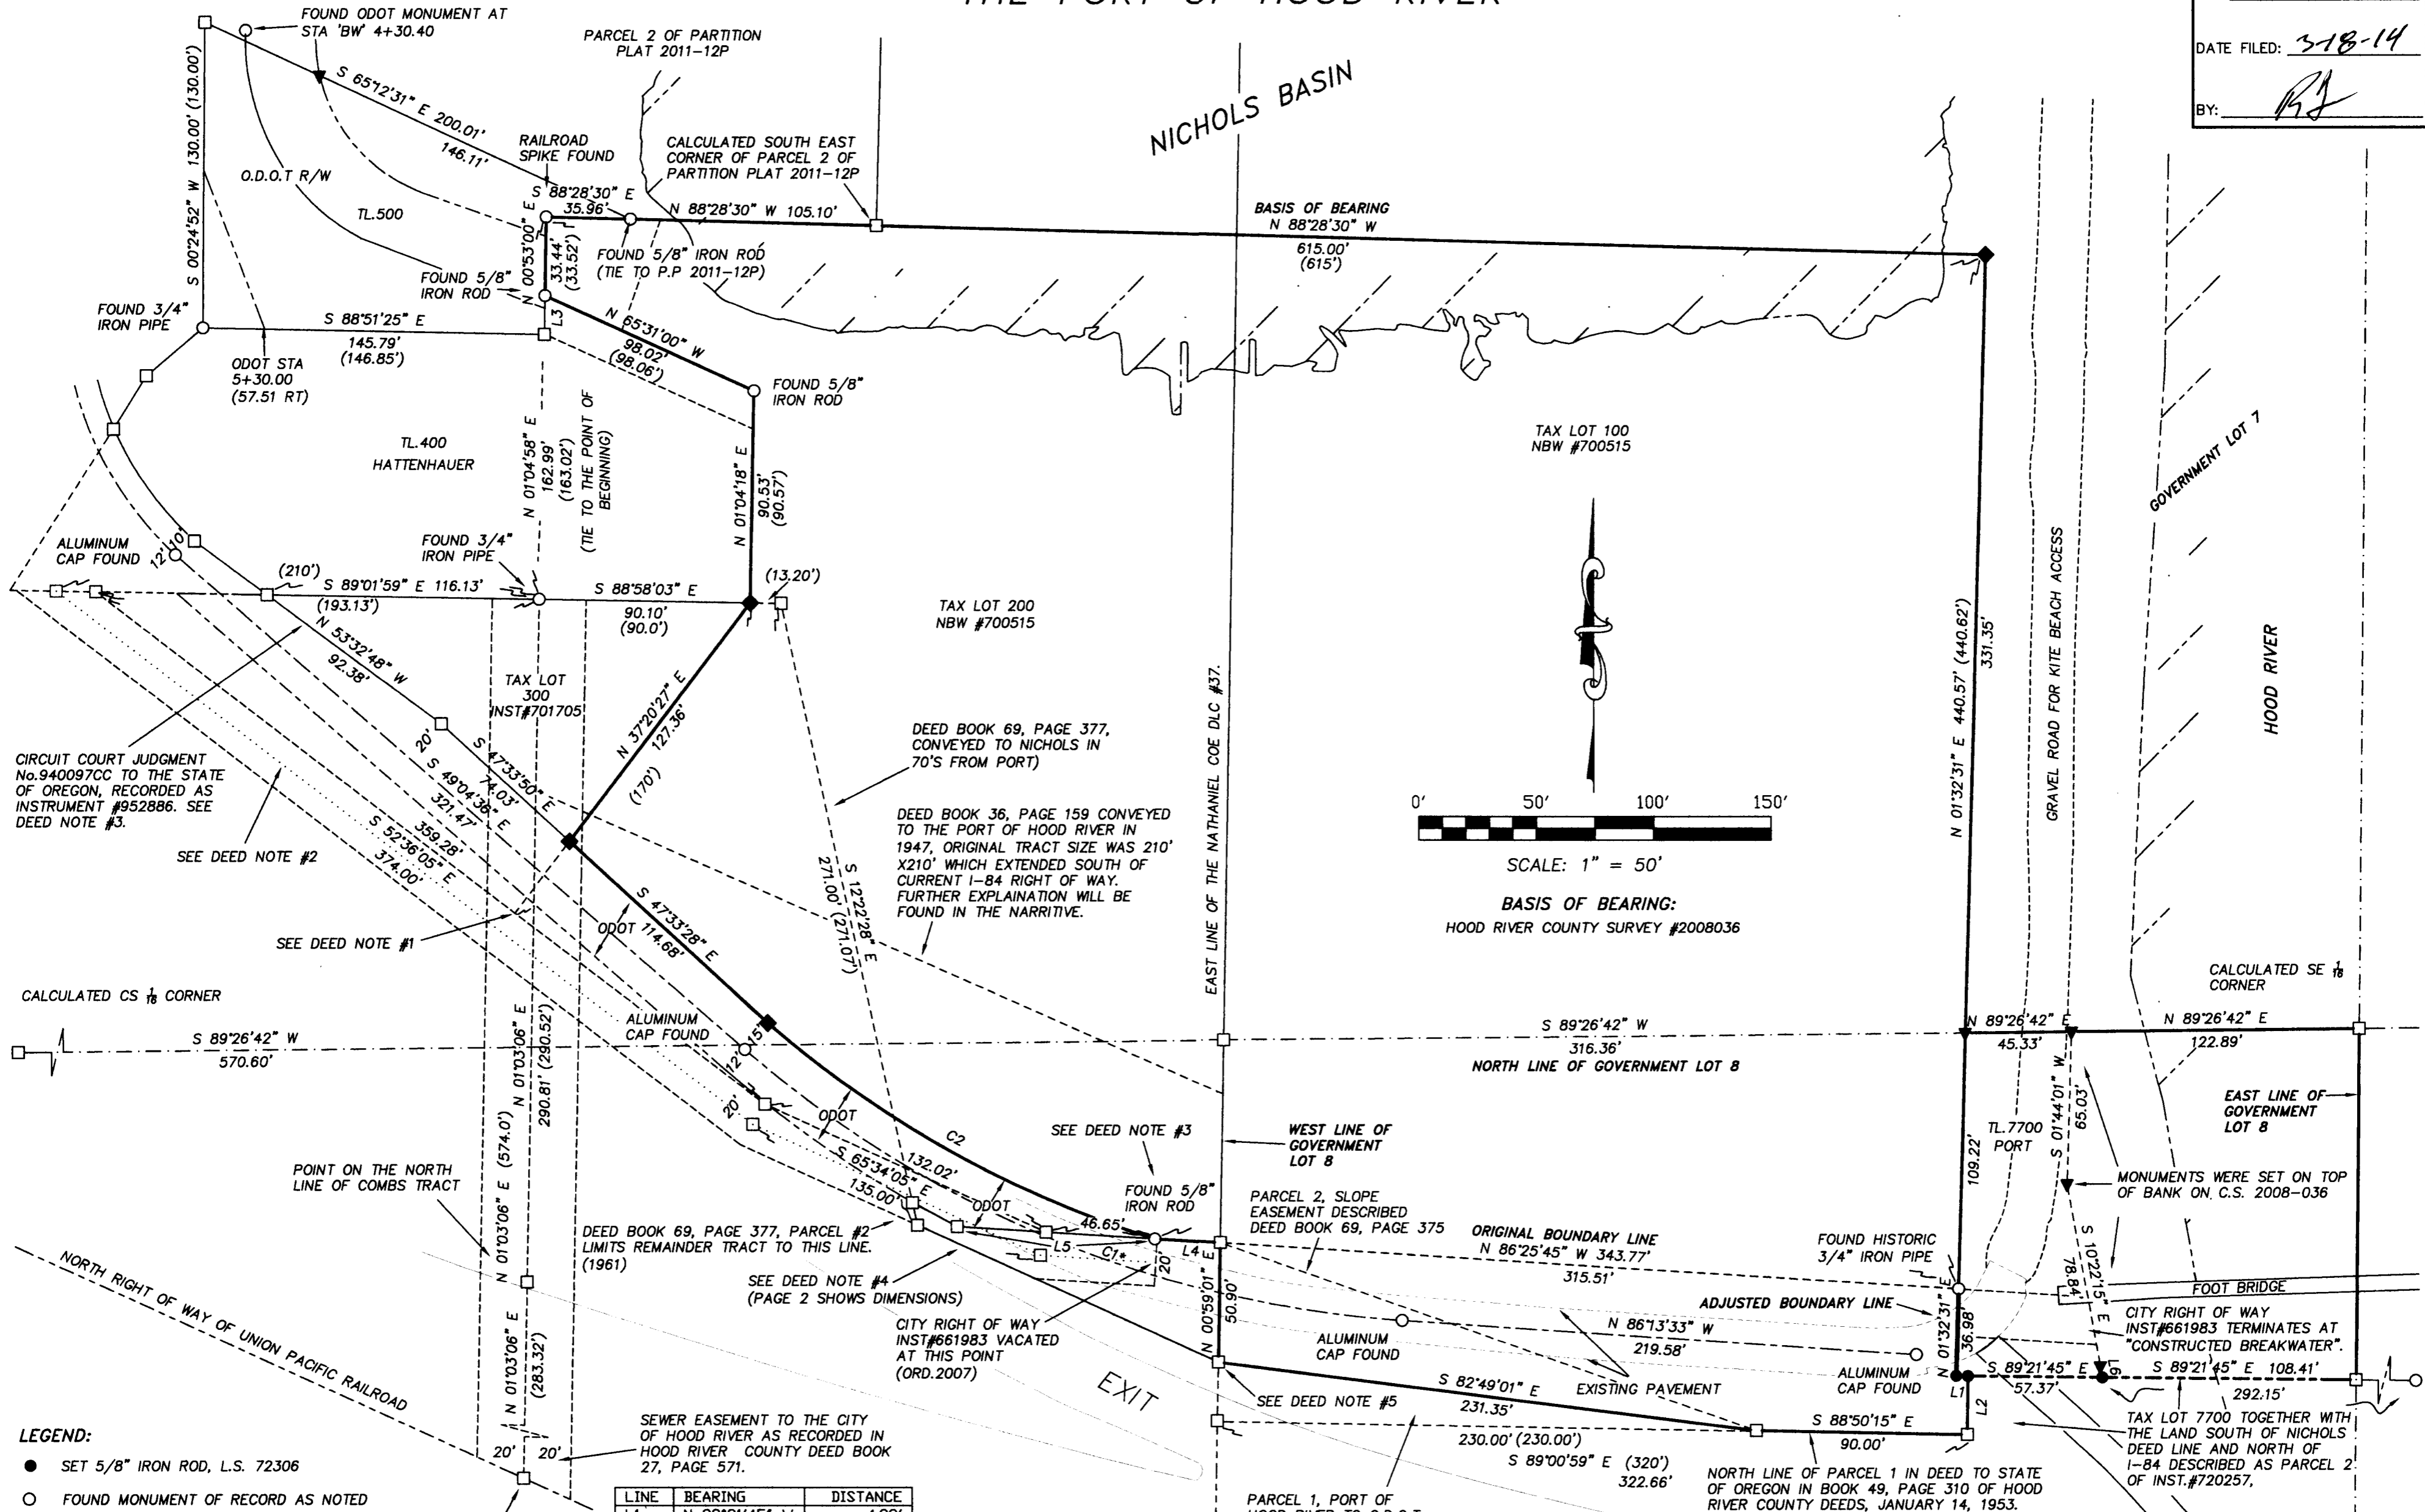 THE PORT OF HOOD RIVER
DATE FILED: 3-18-14
BY:
FOUND ODOT MONUMENT AT
STA 'BW' 4+30.40
PARCEL 2 OF PARTITION
PLAT 2011-12P
NICHOLS BASIN
S 00°24'52" W 130.00' (130.00')
S 65°12'31" E 200.01'
146.11'
O.D.O.T R/W
TL.500
RAILROAD
SPIKE FOUND
CALCULATED SOUTH EAST
CORNER OF PARCEL 2 OF
PARTITION PLAT 2011-12P
S 88°28'30" E
35.96'
N 88°28'30" W 105.10'
BASIS OF BEARING
N 88°28'30" W
615.00'
(615')
N 00°53'00" E
33.44'
(33.52')
FOUND 5/8" IRON ROD
(TIE TO P.P 2011-12P)
FOUND 5/8"
IRON ROD
L3
FOUND 3/4"
IRON PIPE
S 88°51'25" E
145.79'
(146.85')
N 65°31'00" W
98.02'
(98.06')
ODOT STA
5+30.00
(57.51 RT)
FOUND 5/8"
IRON ROD
TL.400
HATTENHAUER
N 01°04'58" E
162.99'
(163.02')
(TIE TO THE POINT OF
BEGINNING)
N 01°04'18" E
90.53'
(90.57')
TAX LOT 100
NBW #700515
GOVERNMENT LOT 7
ALUMINUM
CAP FOUND
12'
10'
FOUND 3/4"
IRON PIPE
(210')
S 89°01'59" E 116.13'
(193.13')
S 88°58'03" E
90.10'
(90.0')
(13.20')
TAX LOT 200
NBW #700515
N 53°32'48" W
92.38'
TAX LOT
300
INST#701705
N 37°20'27" E
127.36'
(170')
GRAVEL ROAD FOR KITE BEACH ACCESS
HOOD RIVER
N 01°32'31" E 440.57' (440.62')
331.35'
EAST LINE OF THE NATHANIEL COE DLC #37.
CIRCUIT COURT JUDGMENT
No.940097CC TO THE STATE
OF OREGON, RECORDED AS
INSTRUMENT #952886. SEE
DEED NOTE #3.
SEE DEED NOTE #2
20'
S 47°33'50" E
74.03'
S 49°04'36" E
321.47'
359.28'
S 52°36'05" E
374.00'
DEED BOOK 69, PAGE 377,
CONVEYED TO NICHOLS IN
70'S FROM PORT)
DEED BOOK 36, PAGE 159 CONVEYED
TO THE PORT OF HOOD RIVER IN
1947, ORIGINAL TRACT SIZE WAS 210'
X210' WHICH EXTENDED SOUTH OF
CURRENT I-84 RIGHT OF WAY.
FURTHER EXPLAINATION WILL BE
FOUND IN THE NARRITIVE.
0' 50' 100' 150'
SCALE: 1" = 50'
BASIS OF BEARING:
HOOD RIVER COUNTY SURVEY #2008036
SEE DEED NOTE #1
S 47°33'28" E
114.68'
ODOT
S 12°22'28" E
271.00' (271.07')
CALCULATED CS 1/16 CORNER
S 89°26'42" W
570.60'
ALUMINUM
CAP FOUND
12'
15'
20'
S 89°26'42" W
316.36'
NORTH LINE OF GOVERNMENT LOT 8
CALCULATED SE 1/16
CORNER
N 89°26'42" E
45.33'
N 89°26'42" E
122.89'
N 01°03'06" E
290.81' (290.52')
N 01°03'06" E (574.0')
ODOT
C2
SEE DEED NOTE #3
WEST LINE OF
GOVERNMENT
LOT 8
109.22'
TL.7700
PORT
S 01°44'01" W
65.03'
EAST LINE OF
GOVERNMENT
LOT 8
MONUMENTS WERE SET ON TOP
OF BANK ON C.S. 2008-036
POINT ON THE NORTH
LINE OF COMBS TRACT
132.02'
S 65°34'05" E
135.00'
ODOT
FOUND 5/8"
IRON ROD
PARCEL 2, SLOPE
EASEMENT DESCRIBED
DEED BOOK 69, PAGE 375
ORIGINAL BOUNDARY LINE
N 86°25'45" W 343.77'
315.51'
FOUND HISTORIC
3/4" IRON PIPE
S 10°22'15" E
78.84'
FOOT BRIDGE
DEED BOOK 69, PAGE 377, PARCEL #2
LIMITS REMAINDER TRACT TO THIS LINE.
(1961)
46.65'
L5
C1*
20'
L4
SEE DEED NOTE #4
(PAGE 2 SHOWS DIMENSIONS)
CITY RIGHT OF WAY
INST#661983 VACATED
AT THIS POINT
(ORD.2007)
N 00°59'01" E
50.90'
ADJUSTED BOUNDARY LINE
N 86°13'33" W
219.58'
ALUMINUM
CAP FOUND
ALUMINUM
CAP FOUND
N 01°32'31" E
36.98'
CITY RIGHT OF WAY
INST#661983 TERMINATES AT
"CONSTRUCTED BREAKWATER".
S 89°21'45" E
57.37'
L6
S 89°21'45" E 108.41'
292.15'
L1
L2
NORTH RIGHT OF WAY OF UNION PACIFIC RAILROAD
N 01°03'06" E
(283.32')
EXIT
SEE DEED NOTE #5
S 82°49'01" E
231.35'
EXISTING PAVEMENT
S 88°50'15" E
90.00'
TAX LOT 7700 TOGETHER WITH
THE LAND SOUTH OF NICHOLS
DEED LINE AND NORTH OF
I-84 DESCRIBED AS PARCEL 2
OF INST.#720257,
230.00' (230.00')
S 89°00'59" E (320')
322.66'
NORTH LINE OF PARCEL 1 IN DEED TO STATE
OF OREGON IN BOOK 49, PAGE 310 OF HOOD
RIVER COUNTY DEEDS, JANUARY 14, 1953.
SEWER EASEMENT TO THE CITY
OF HOOD RIVER AS RECORDED IN
HOOD RIVER COUNTY DEED BOOK
27, PAGE 571.
20' 20'
LEGEND:
SET 5/8" IRON ROD, L.S. 72306
FOUND MONUMENT OF RECORD AS NOTED
LINE BEARING DISTANCE
PARCEL 1, PORT OF